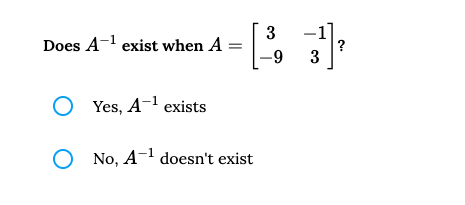 Does A⁻¹ exist when A = [3 −1
−9 3]?
Yes, A⁻¹ exists
No, A⁻¹ doesn't exist